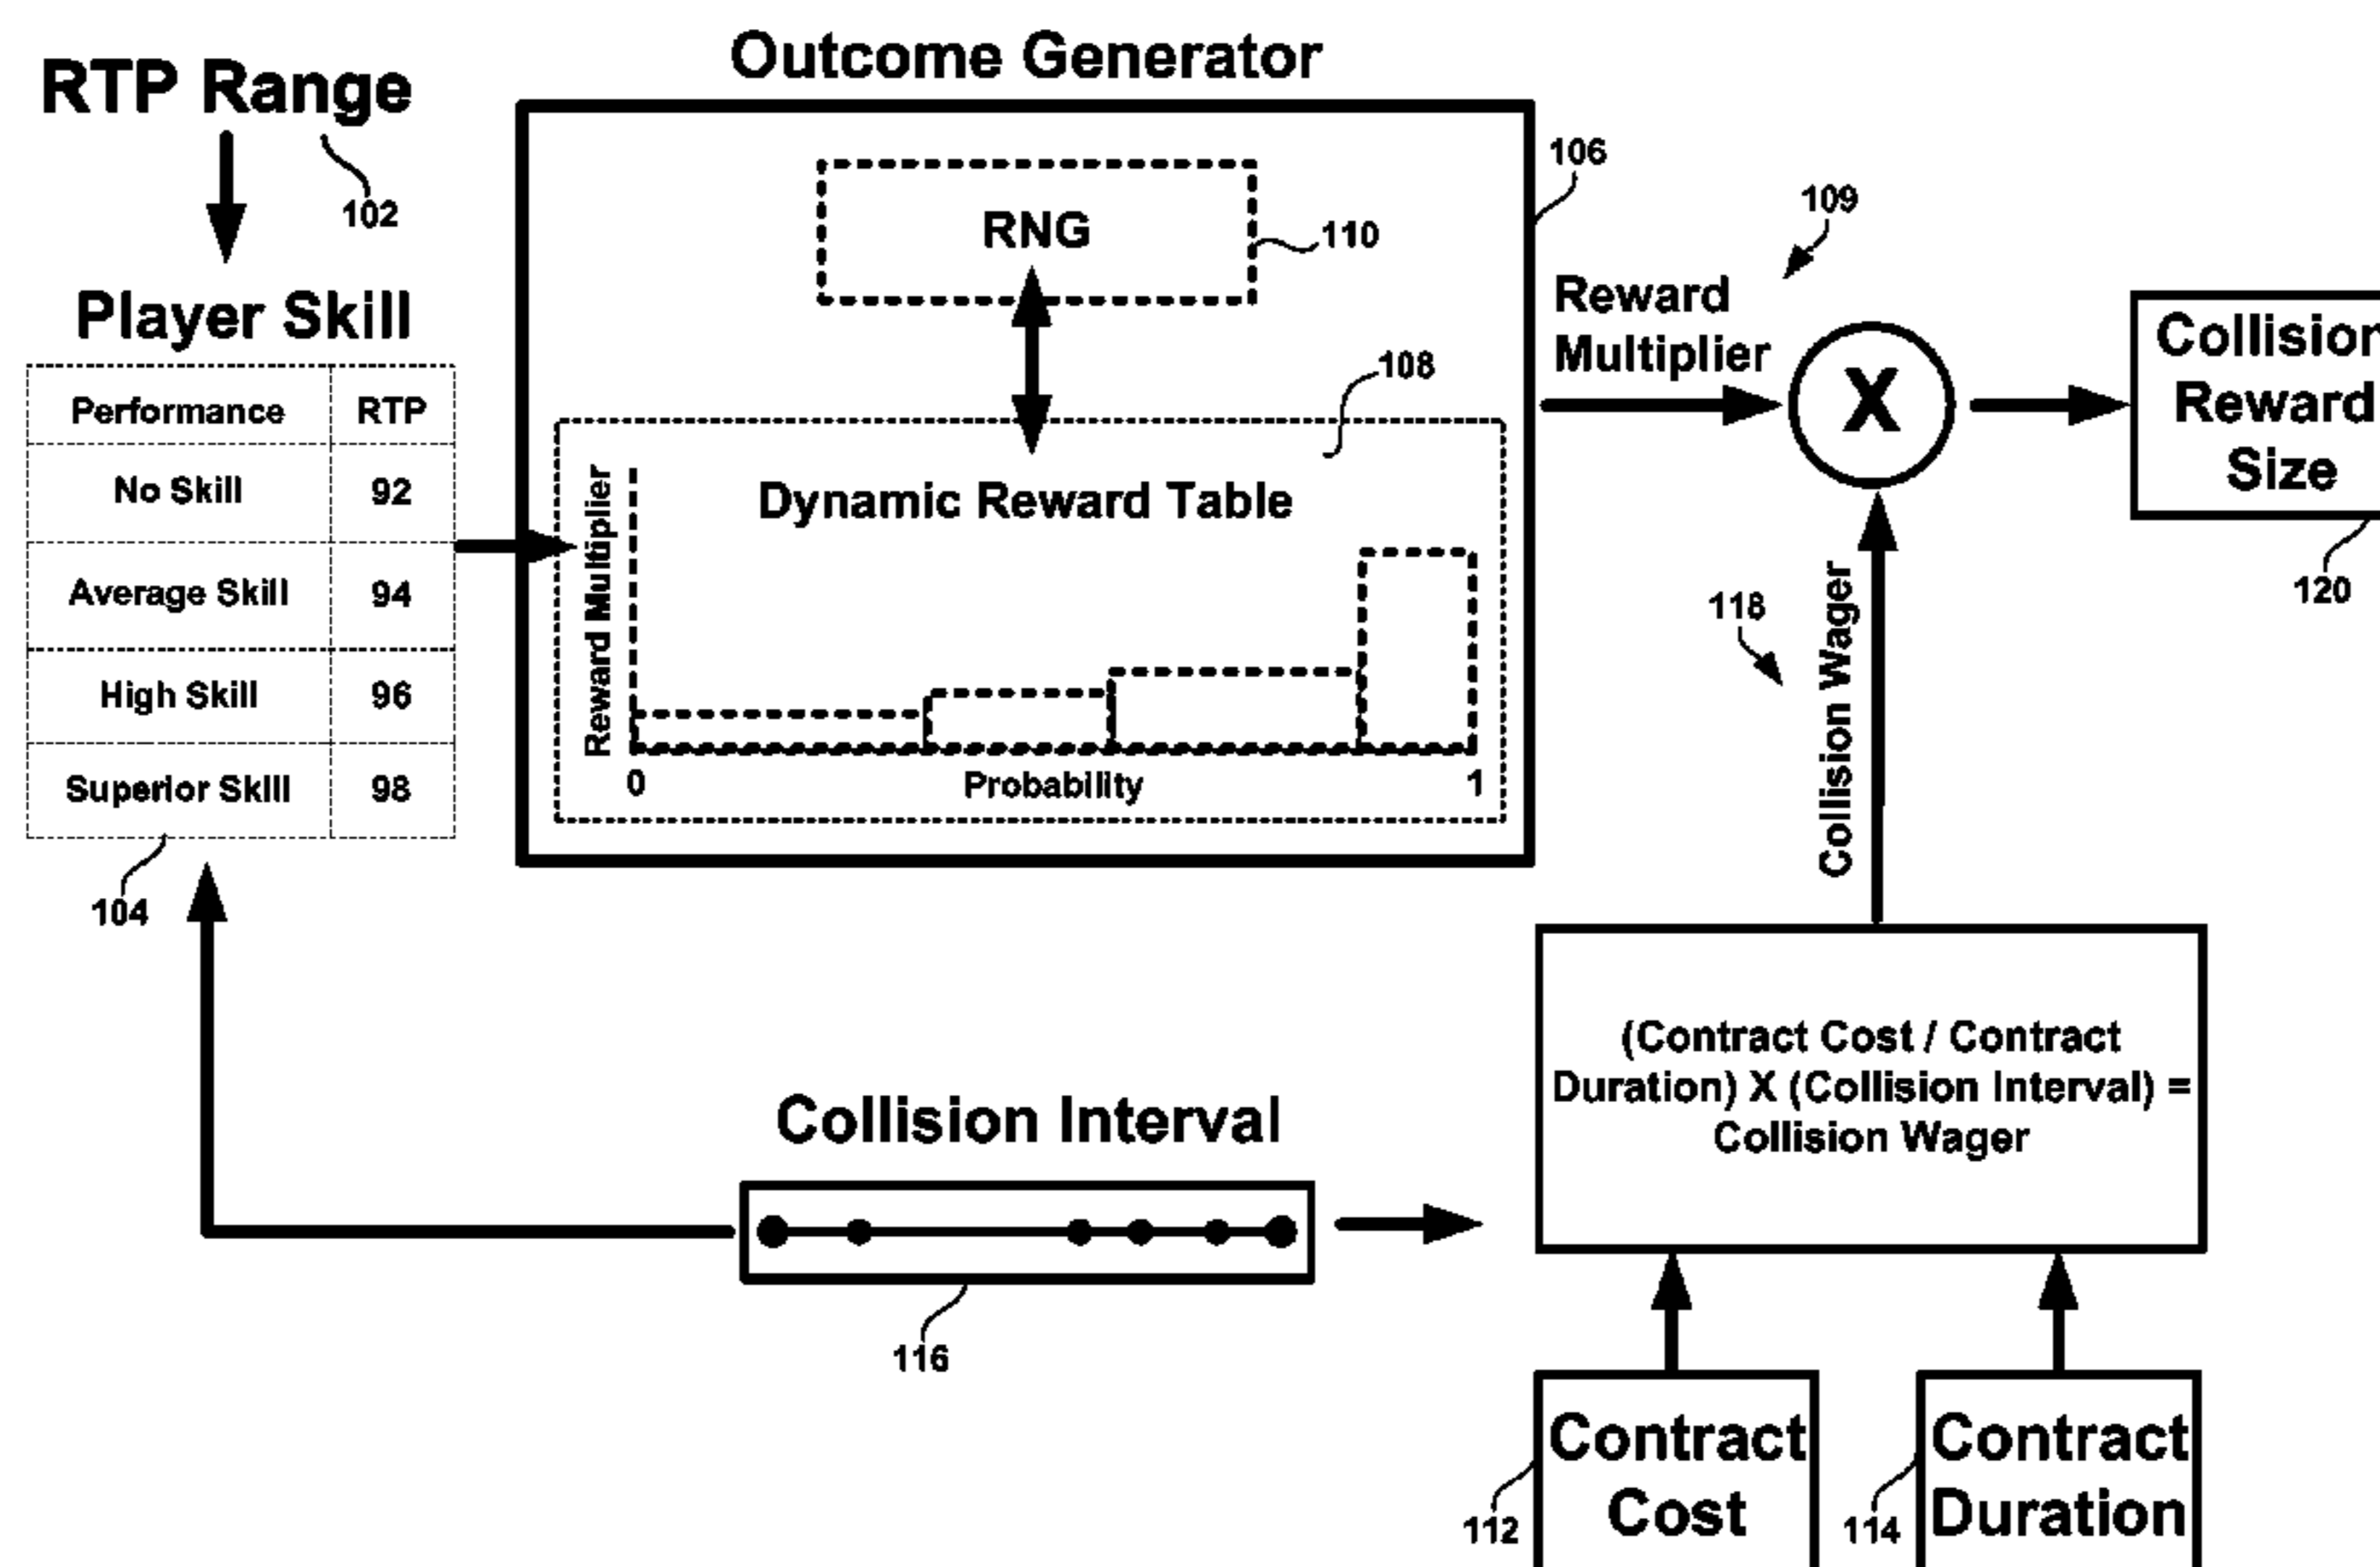 RTP Range
102
Player Skill
Performance RTP
No Skill 92
Average Skill 94
High Skill 96
Superior Skill 98
104
Outcome Generator
106
RNG
110
108
Dynamic Reward Table
Reward Multiplier
0 Probability 1
109
Reward
Multiplier
X
Collision
Reward
Size
120
118
Collision Wager
(Contract Cost / Contract
Duration) X (Collision Interval) =
Collision Wager
Collision Interval
116
Contract
Cost
112
Contract
Duration
114